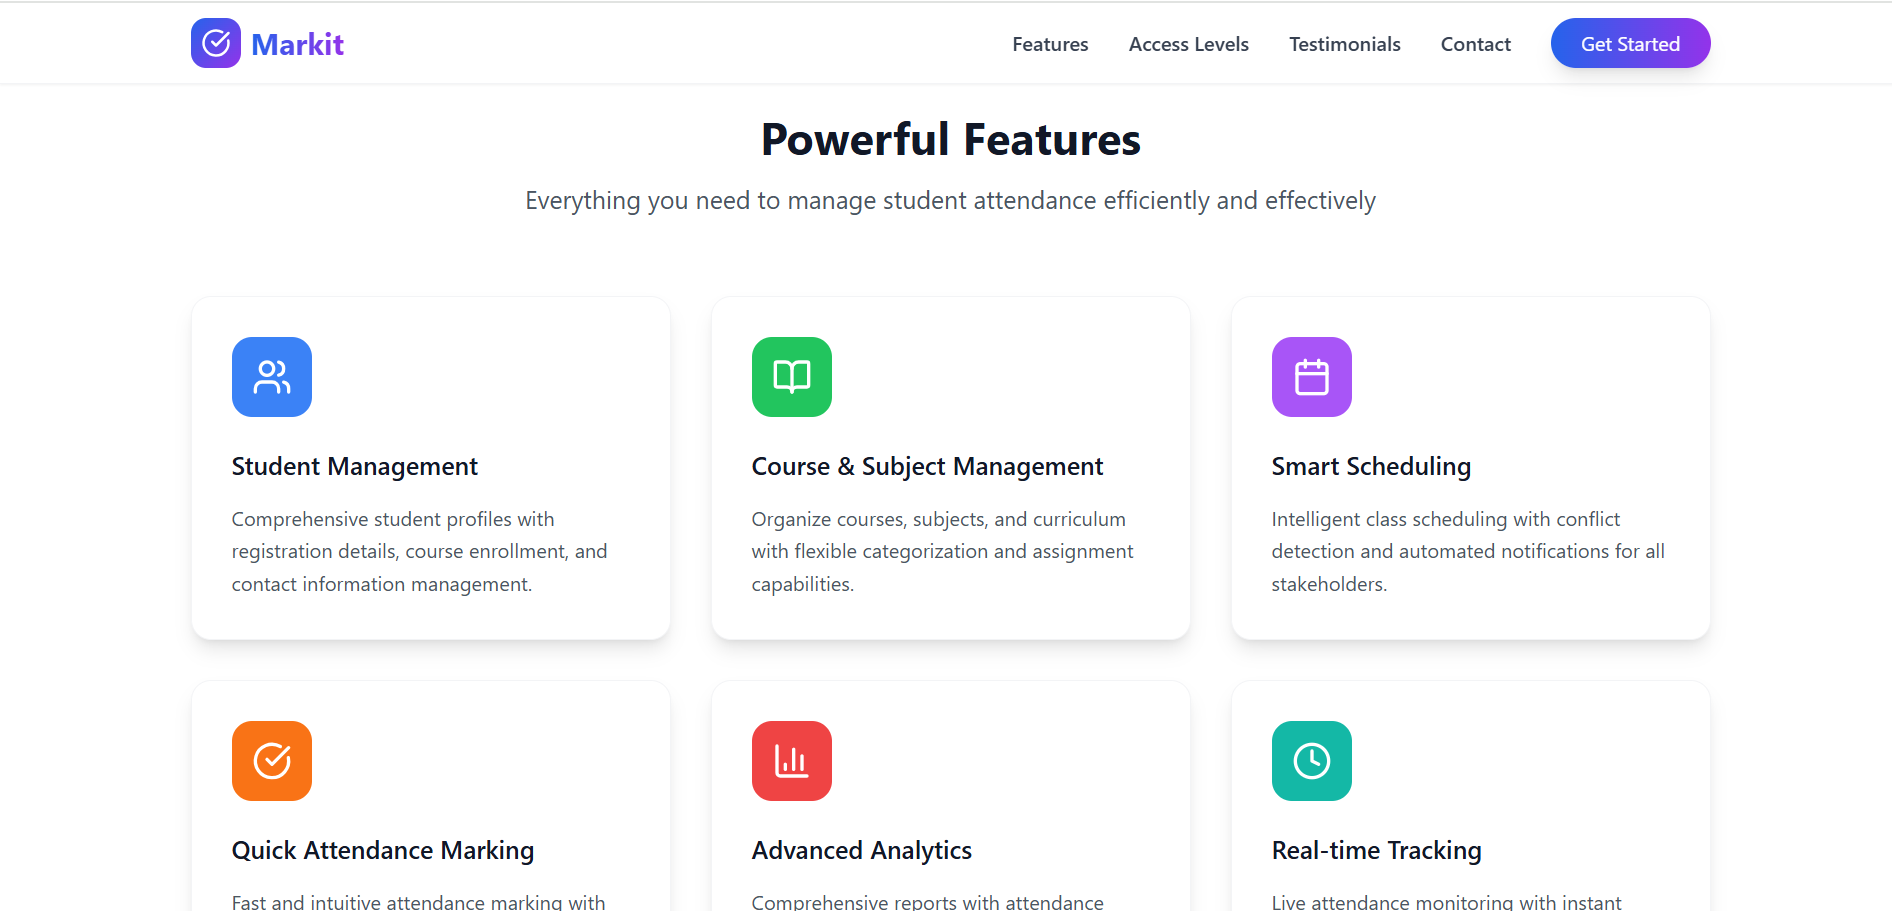 Markit
Features
Access Levels
Testimonials
Contact
Get Started
Powerful Features
Everything you need to manage student attendance efficiently and effectively
Student Management
Comprehensive student profiles with
registration details, course enrollment, and
contact information management.
Course & Subject Management
Organize courses, subjects, and curriculum
with flexible categorization and assignment
capabilities.
Smart Scheduling
Intelligent class scheduling with conflict
detection and automated notifications for all
stakeholders.
Quick Attendance Marking
Fast and intuitive attendance marking with
Advanced Analytics
Comprehensive reports with attendance
Real-time Tracking
Live attendance monitoring with instant